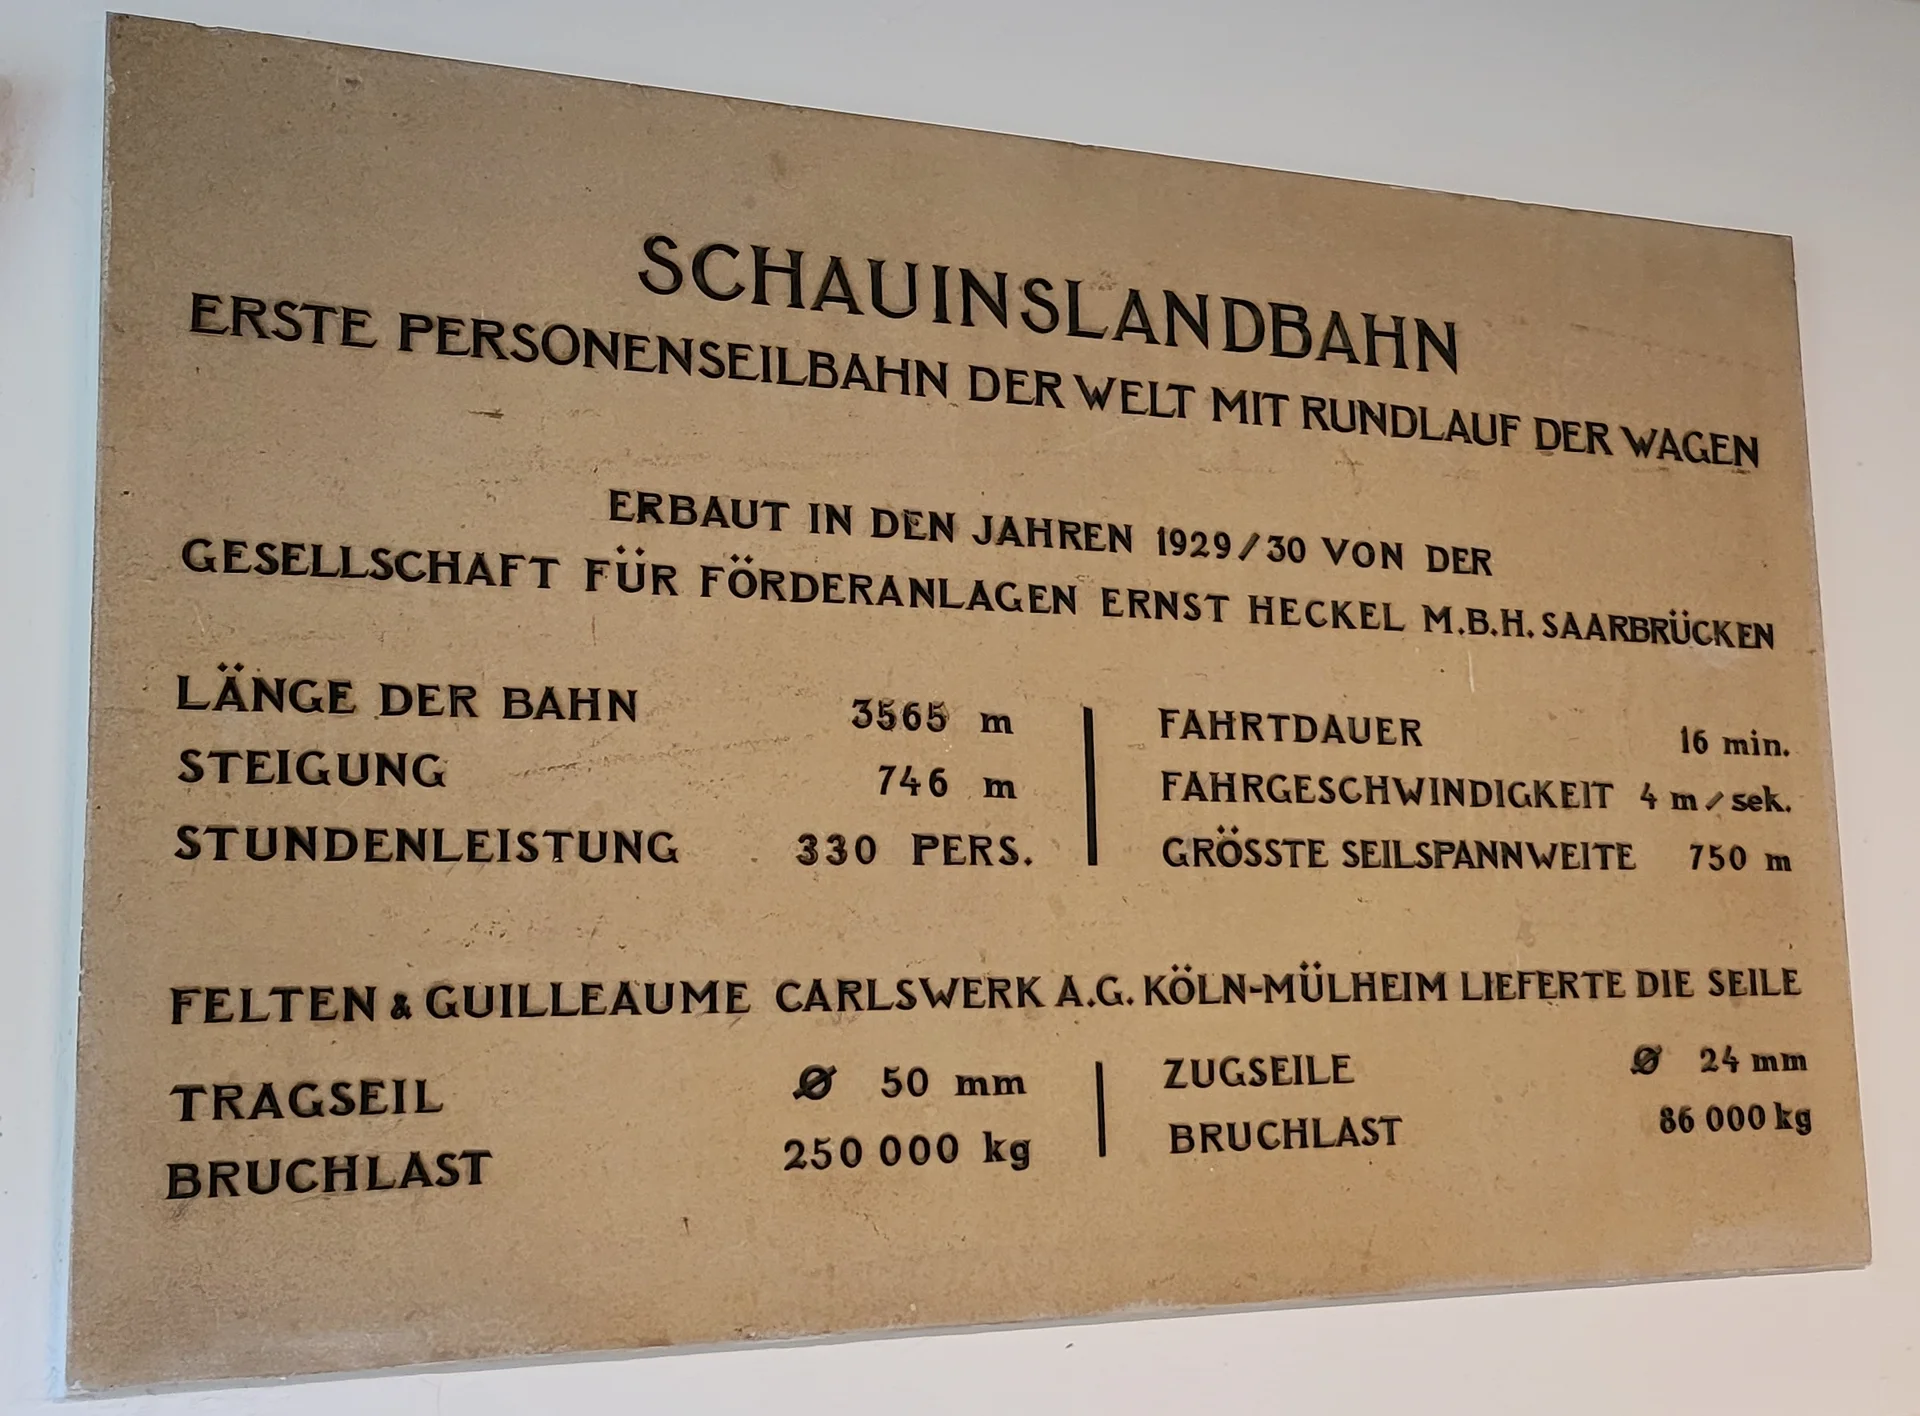 SCHAUINSLANDBAHN
ERSTE PERSONENSEILBAHN DER WELT MIT RUNDLAUF DER WAGEN
ERBAUT IN DEN JAHREN 1929/30 VON DER
GESELLSCHAFT FÜR FÖRDERANLAGEN ERNST HECKEL M.B.H. SAARBRÜCKEN
LÄNGE DER BAHN 3565 m
STEIGUNG 746 m
STUNDENLEISTUNG 330 PERS.
FAHRTDAUER 16 min.
FAHRGESCHWINDIGKEIT 4 m/sek.
GRÖSSTE SEILSPANNWEITE 750 m
FELTEN & GUILLEAUME CARLSWERK A.G. KÖLN-MÜLHEIM LIEFERTE DIE SEILE
TRAGSEIL Ø 50 mm
BRUCHLAST 250 000 kg
ZUGSEILE Ø 24 mm
BRUCHLAST 86 000 kg